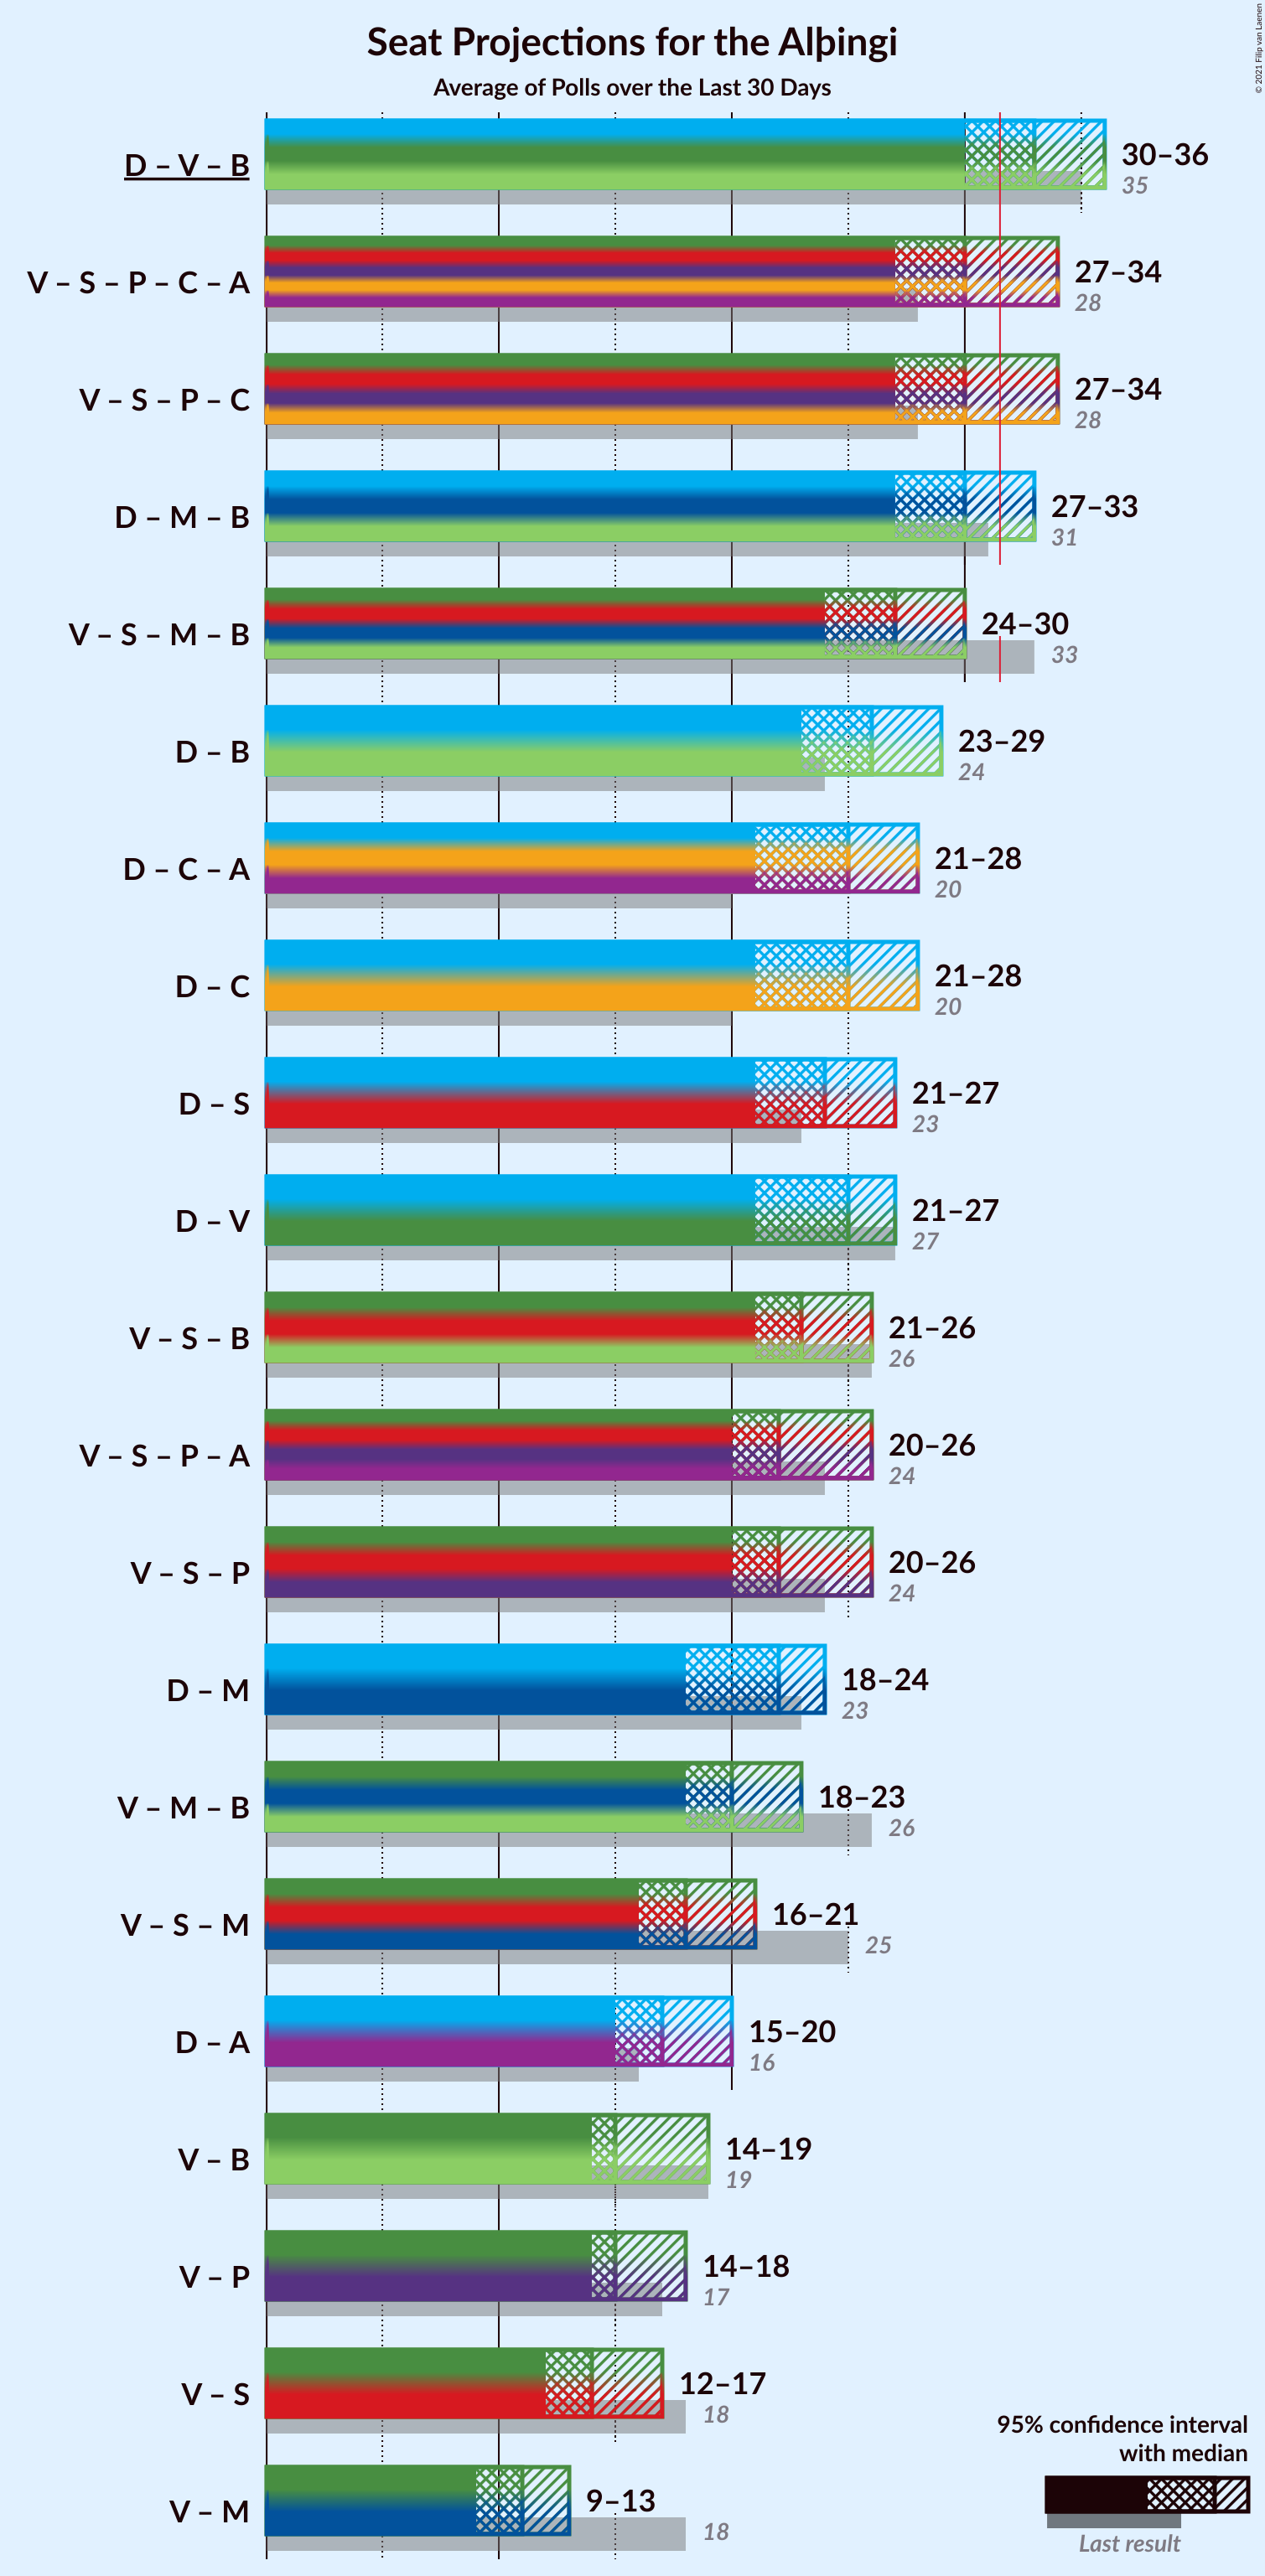 Seat Projections for the Alþingi
Average of Polls over the Last 30 Days
© 2021 Filip van Laenen
D – V – B
30–36
35
V – S – P – C – A
27–34
28
V – S – P – C
27–34
28
D – M – B
27–33
31
V – S – M – B
24–30
33
D – B
23–29
24
D – C – A
21–28
20
D – C
21–28
20
D – S
21–27
23
D – V
21–27
27
V – S – B
21–26
26
V – S – P – A
20–26
24
V – S – P
20–26
24
D – M
18–24
23
V – M – B
18–23
26
V – S – M
16–21
25
D – A
15–20
16
V – B
14–19
19
V – P
14–18
17
V – S
12–17
18
V – M
9–13
18
95% confidence interval
with median
Last result